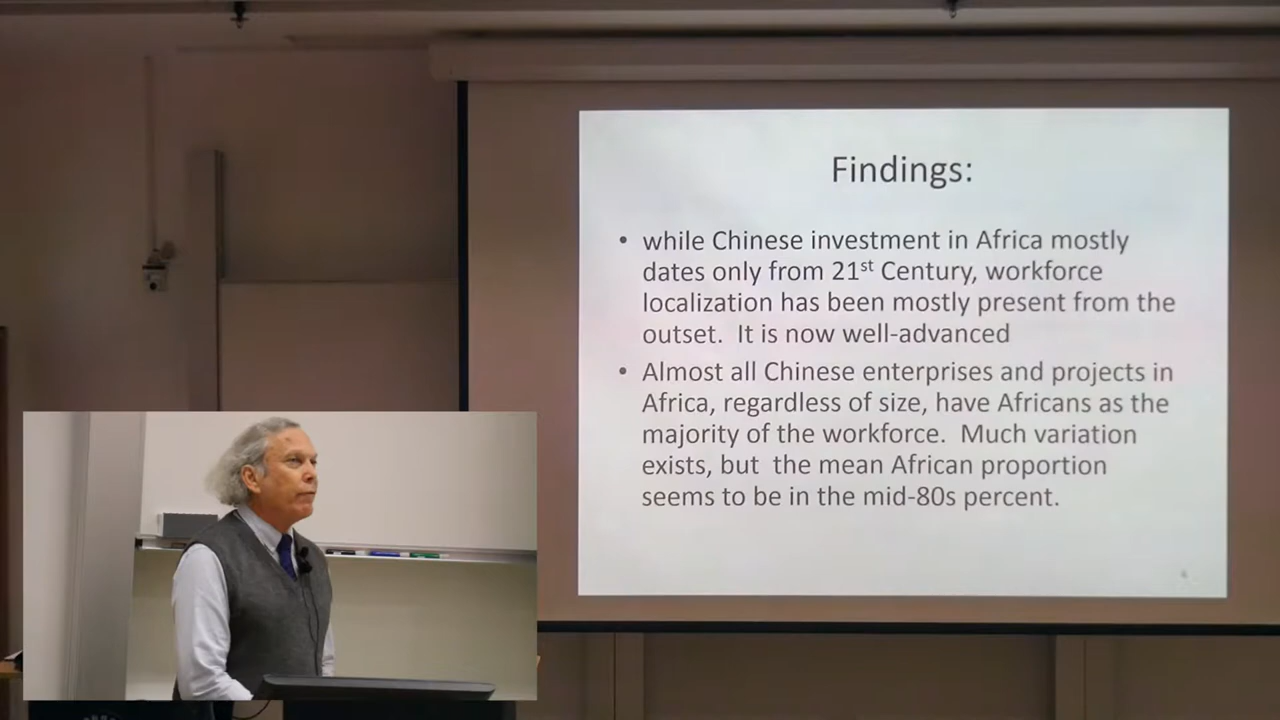 Findings:
• while Chinese investment in Africa mostly
dates only from 21st Century, workforce
localization has been mostly present from the
outset.  It is now well-advanced
• Almost all Chinese enterprises and projects in
Africa, regardless of size, have Africans as the
majority of the workforce.  Much variation
exists, but  the mean African proportion
seems to be in the mid-80s percent.